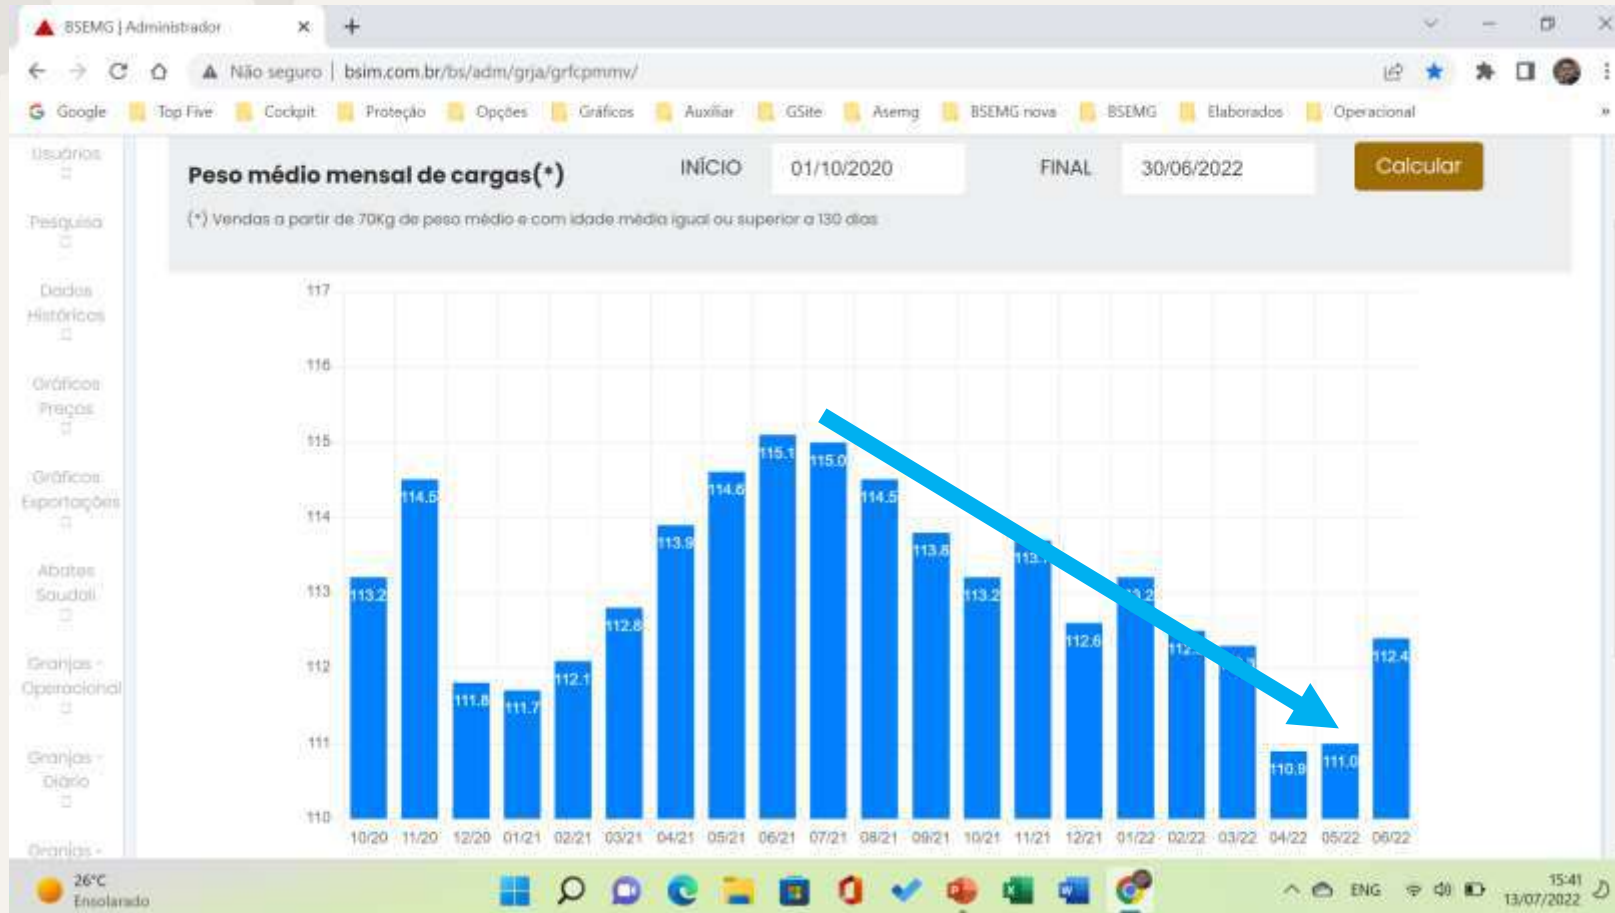 BSEMG | Administrador
Não seguro | bsim.com.br/bs/adm/grja/grfcpmmv/
Google Top Five Cockpit Proteção Opções Gráficos Auxiliar GSite Asemg BSEMG nova BSEMG Elaborados Operacional »
Usuários
Pesquisa
Dados
Históricos
Gráficos
Preços
Gráficos
Exportações
Abates
Saudali
Granjas -
Operacional
Granjas -
Diário
Granjas -
Peso médio mensal de cargas(*) INÍCIO 01/10/2020 FINAL 30/06/2022 Calcular
(*) Vendas a partir de 70Kg de peso médio e com idade média igual ou superior a 130 dias
117
116
115
114
113
112
111
110
113.2 114.5 111.8 111.7 112.1 112.8 113.9 114.6 115.1 115.0 114.5 113.8 113.2 112.6 110.9 111.0 112.4
10/20 11/20 12/20 01/21 02/21 03/21 04/21 05/21 06/21 07/21 08/21 09/21 10/21 11/21 12/21 01/22 02/22 03/22 04/22 05/22 06/22
26°C
Ensolarado
ENG
15:41
13/07/2022